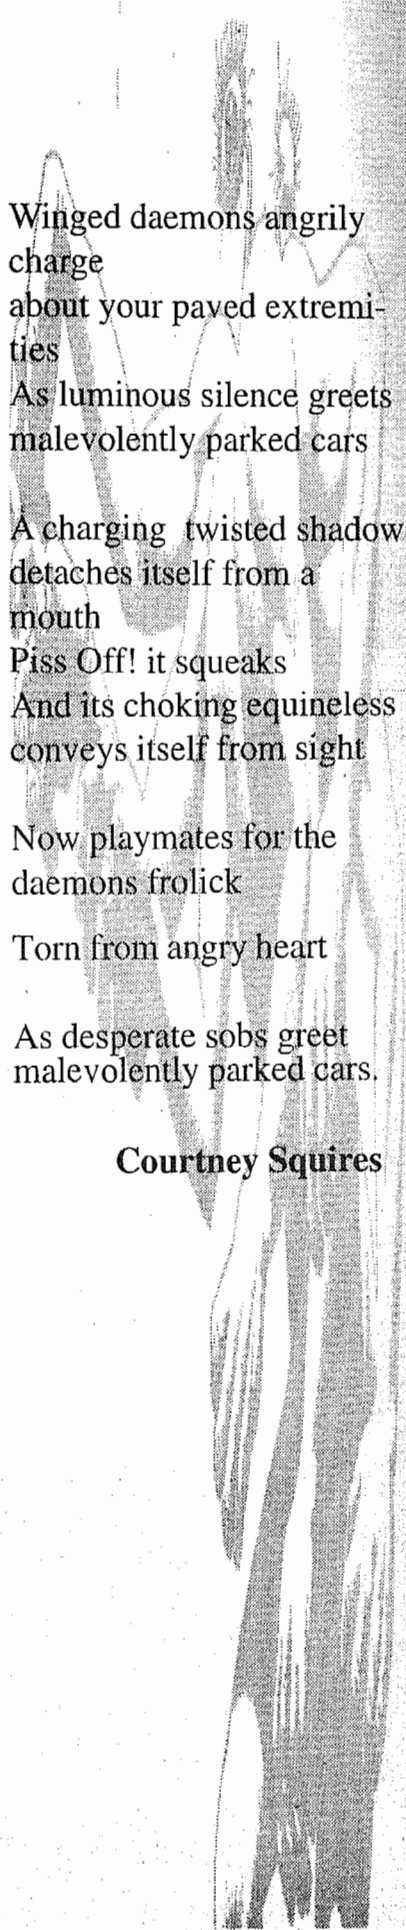 Winged daemons angrily
charge
about your paved extremi-
ties
As luminous silence greets
malevolently parked cars
A charging twisted shadow
detaches itself from a
mouth
Piss Off! it squeaks
And its choking equineless
conveys itself from sight
Now playmates for the
daemons frolick
Torn from angry heart
As desperate sobs greet
malevolently parked cars.
Courtney Squires